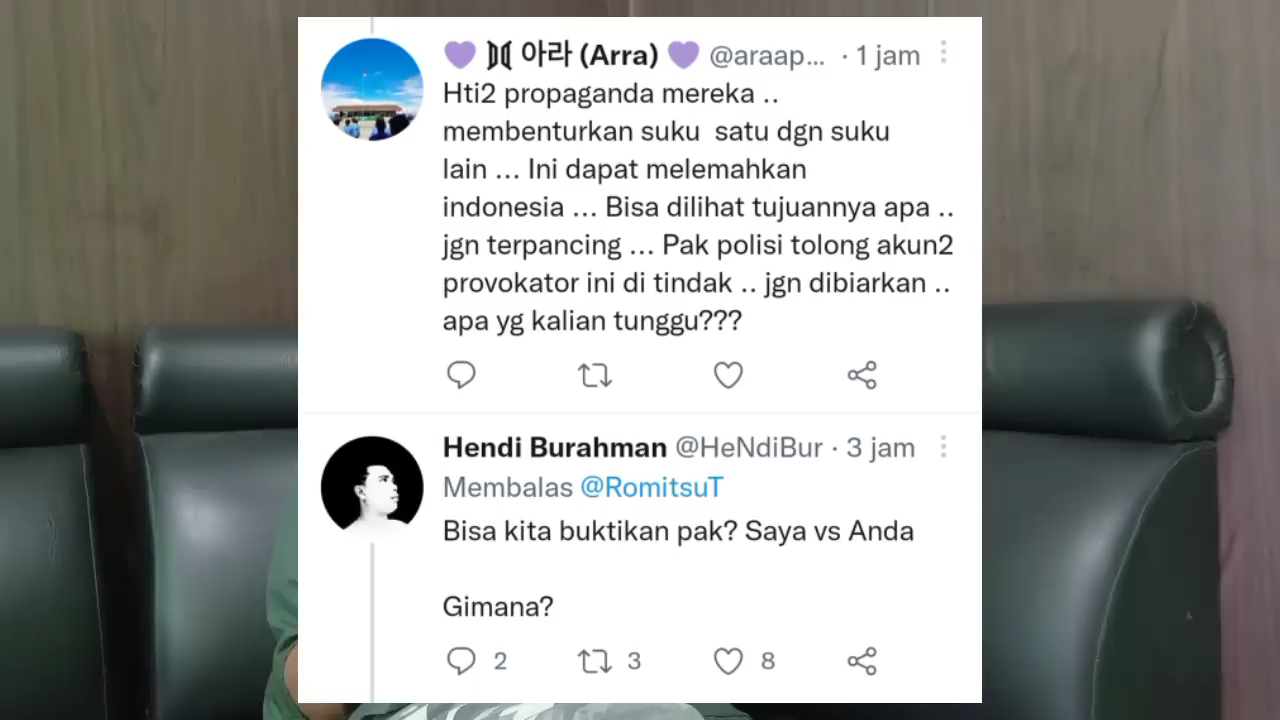 💜 아라 (Arra) 💜 @araap... · 1 jam
Hti2 propaganda mereka ..
membenturkan suku satu dgn suku
lain ... Ini dapat melemahkan
indonesia ... Bisa dilihat tujuannya apa ..
jgn terpancing ... Pak polisi tolong akun2
provokator ini di tindak .. jgn dibiarkan ..
apa yg kalian tunggu???
Hendi Burahman @HeNdiBur · 3 jam
Membalas @RomitsuT
Bisa kita buktikan pak? Saya vs Anda
Gimana?
2 3 8